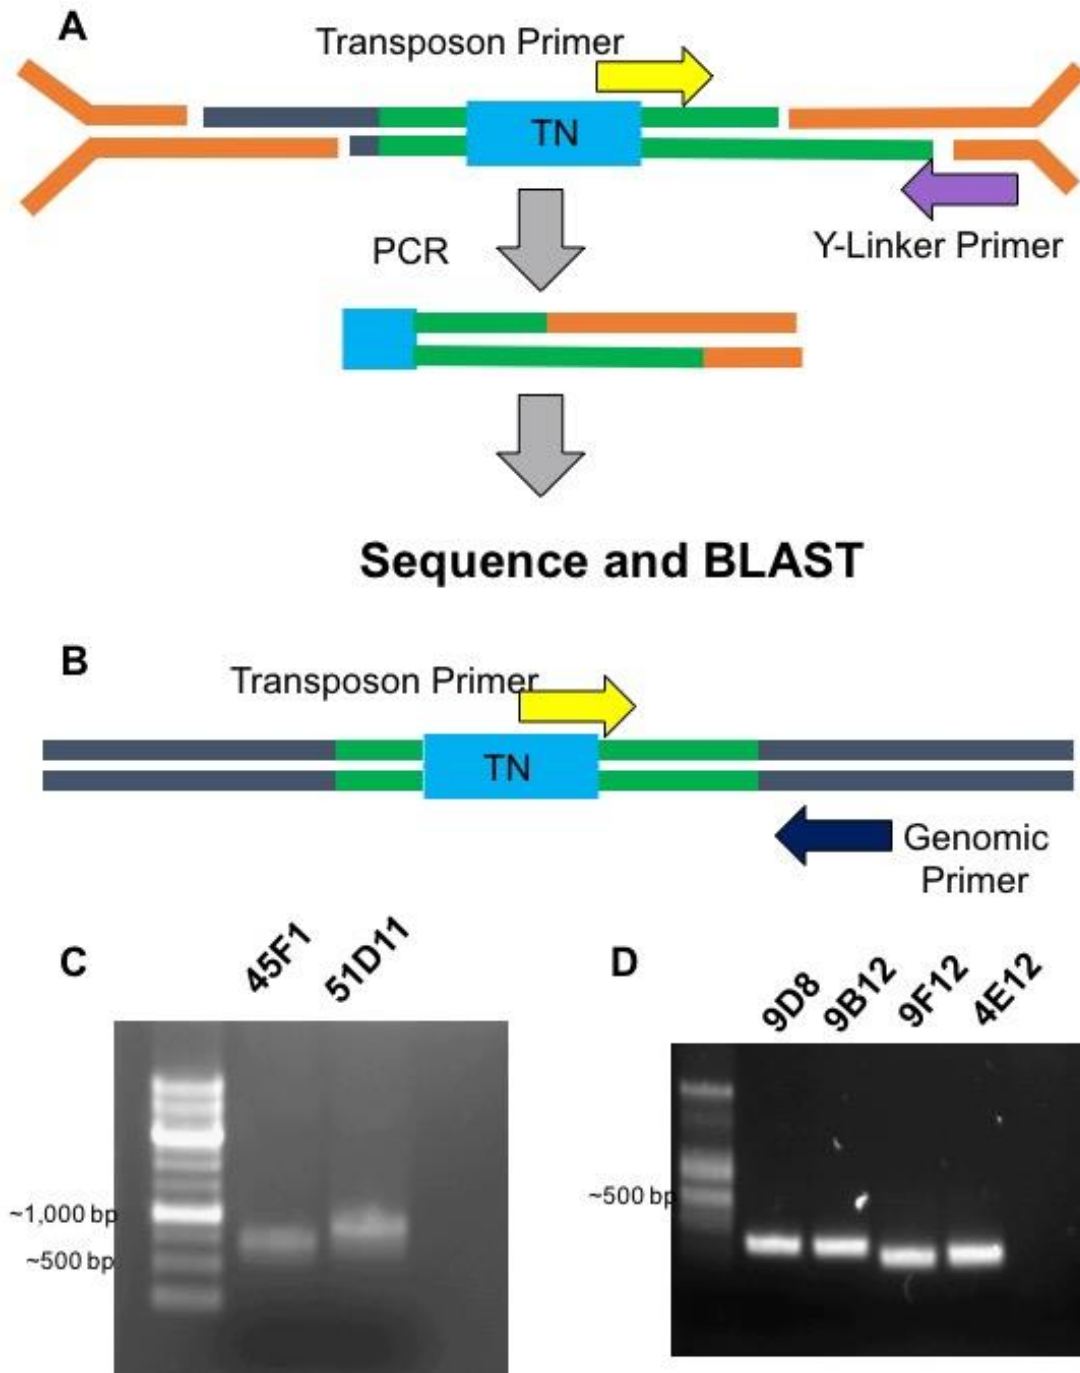 A
Transposon Primer
TN
PCR
Y-Linker Primer
Sequence and BLAST
B
Transposon Primer
TN
Genomic
Primer
C
45F1
51D11
~1,000 bp
~500 bp
D
9D8
9B12
9F12
4E12
~500 bp